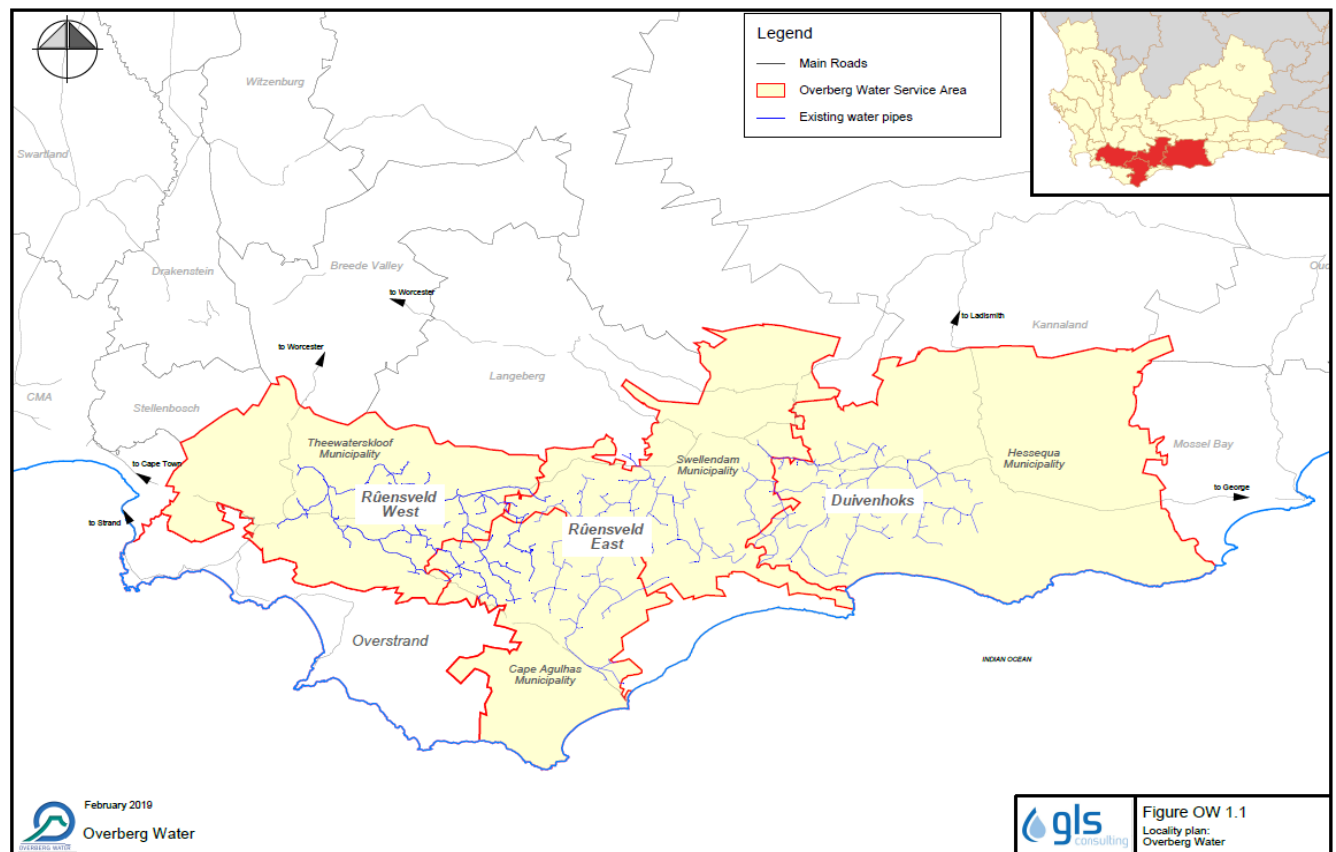 Legend
Main Roads
Overberg Water Service Area
Existing water pipes
Witzenburg
Swartland
Drakenstein
Breede Valley
to Worcester
to Worcester
to Ladismith
Kannaland
Oud
Langeberg
CMA
Stellenbosch
Theewaterskloof
Municipality
Swellendam
Municipality
Hessequa
Municipality
Mossel Bay
to Cape Town
to Strand
to George
Rûensveld
West
Rûensveld
East
Duivenhoks
Overstrand
Cape Agulhas
Municipality
INDIAN OCEAN
February 2019
Overberg Water
OVERBERG WATER
gls
consulting
Figure OW 1.1
Locality plan:
Overberg Water